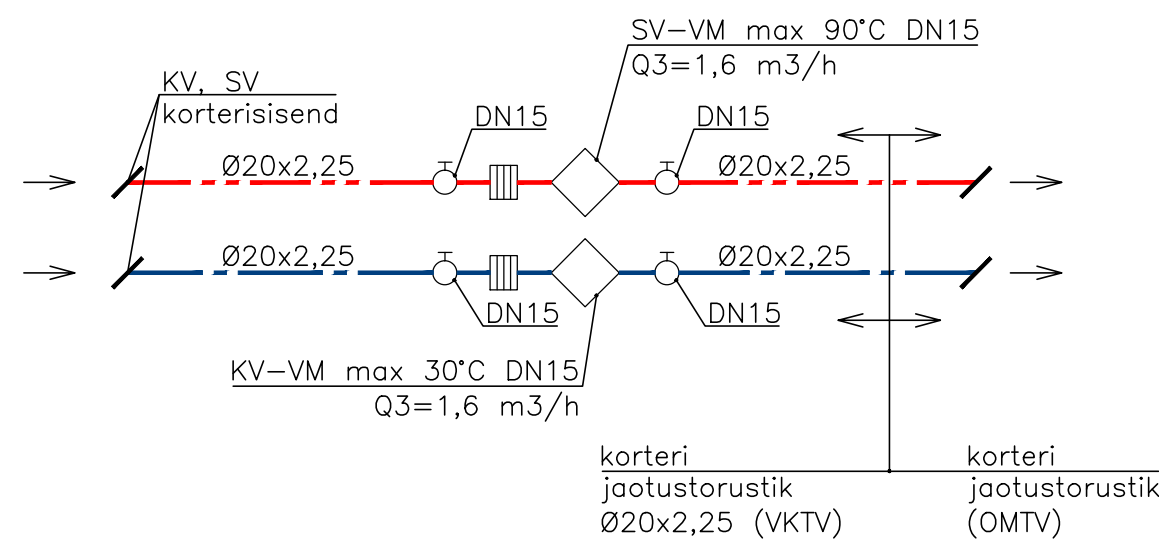 SV-VM max 90°C DN15
Q3=1,6 m3/h
KV, SV
korterisisend
DN15
DN15
Ø20x2,25
Ø20x2,25
Ø20x2,25
Ø20x2,25
DN15
DN15
KV-VM max 30°C DN15
Q3=1,6 m3/h
korteri
jaotustorustik
Ø20x2,25 (VKTV)
korteri
jaotustorustik
(OMTV)